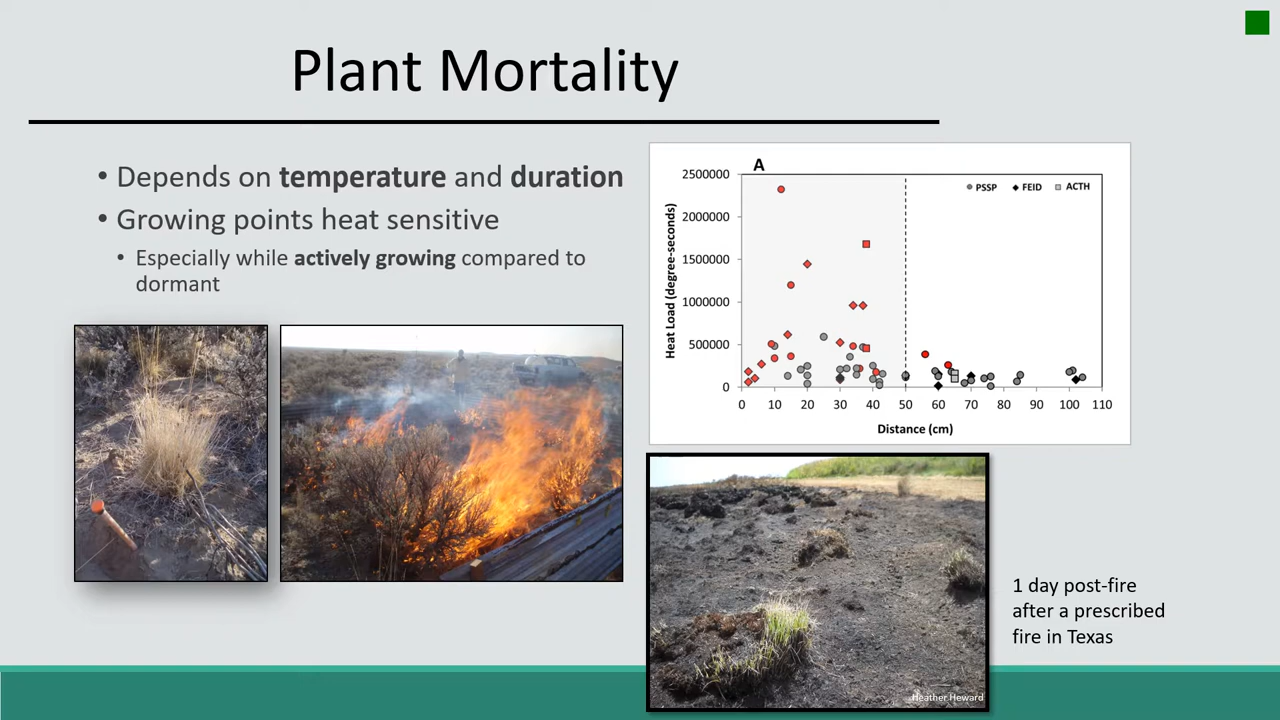 Plant Mortality
• Depends on temperature and duration
• Growing points heat sensitive
• Especially while actively growing compared to
dormant
A
PSSP FEID ACTH
Heat Load (degree-seconds)
2500000
2000000
1500000
1000000
500000
0
0 10 20 30 40 50 60 70 80 90 100 110
Distance (cm)
1 day post-fire
after a prescribed
fire in Texas
Heather Heward